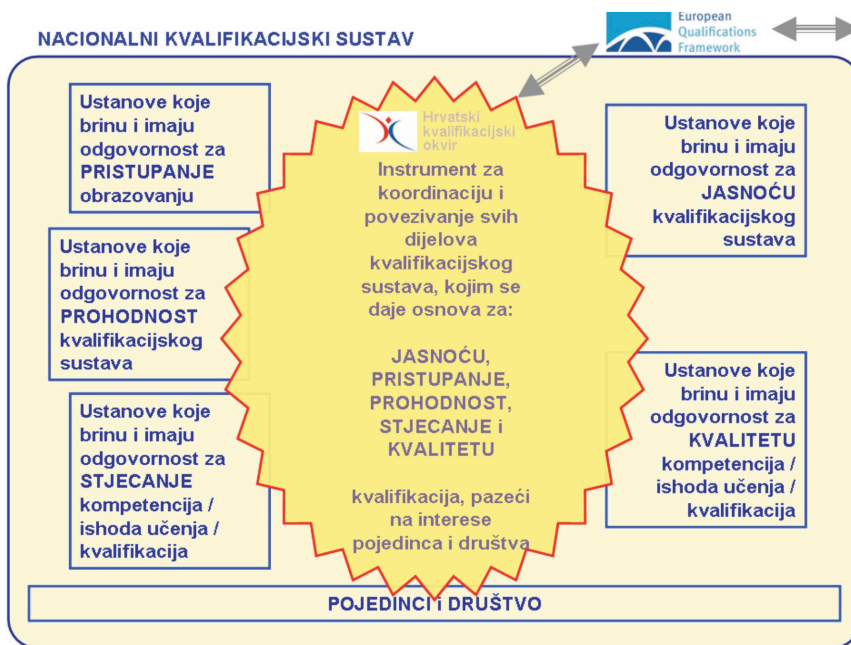 NACIONALNI KVALIFIKACIJSKI SUSTAV
European
Qualifications
Framework
Ustanove koje
brinu i imaju
odgovornost za
PRISTUPANJE
obrazovanju
Ustanove koje
brinu i imaju
odgovornost za
PROHODNOST
kvalifikacijskog
sustava
Ustanove koje
brinu i imaju
odgovornost za
STJECANJE
kompetencija /
ishoda učenja /
kvalifikacija
Hrvatski
kvalifikacijski
okvir
Instrument za
koordinaciju i
povezivanje svih
dijelova
kvalifikacijskog
sustava, kojim se
daje osnova za:
JASNOĆU,
PRISTUPANJE,
PROHODNOST,
STJECANJE i
KVALITETU
kvalifikacija, pazeći
na interese
pojedinca i društva
Ustanove koje
brinu i imaju
odgovornost za
JASNOĆU
kvalifikacijskog
sustava
Ustanove koje
brinu i imaju
odgovornost za
KVALITETU
kompetencija /
ishoda učenja /
kvalifikacija
POJEDINCI i DRUŠTVO